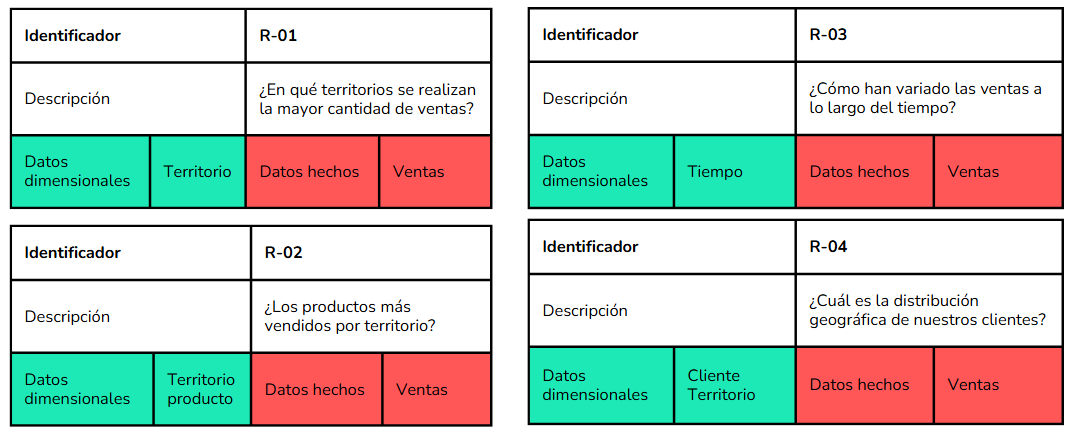 Identificador R-01
Descripción
¿En qué territorios se realizan
la mayor cantidad de ventas?
Datos
dimensionales
Territorio
Datos hechos
Ventas
Identificador R-02
Descripción
¿Los productos más
vendidos por territorio?
Datos
dimensionales
Territorio
producto
Datos hechos
Ventas
Identificador R-03
Descripción
¿Cómo han variado las ventas a
lo largo del tiempo?
Datos
dimensionales
Tiempo
Datos hechos
Ventas
Identificador R-04
Descripción
¿Cuál es la distribución
geográfica de nuestros clientes?
Datos
dimensionales
Cliente
Territorio
Datos hechos
Ventas